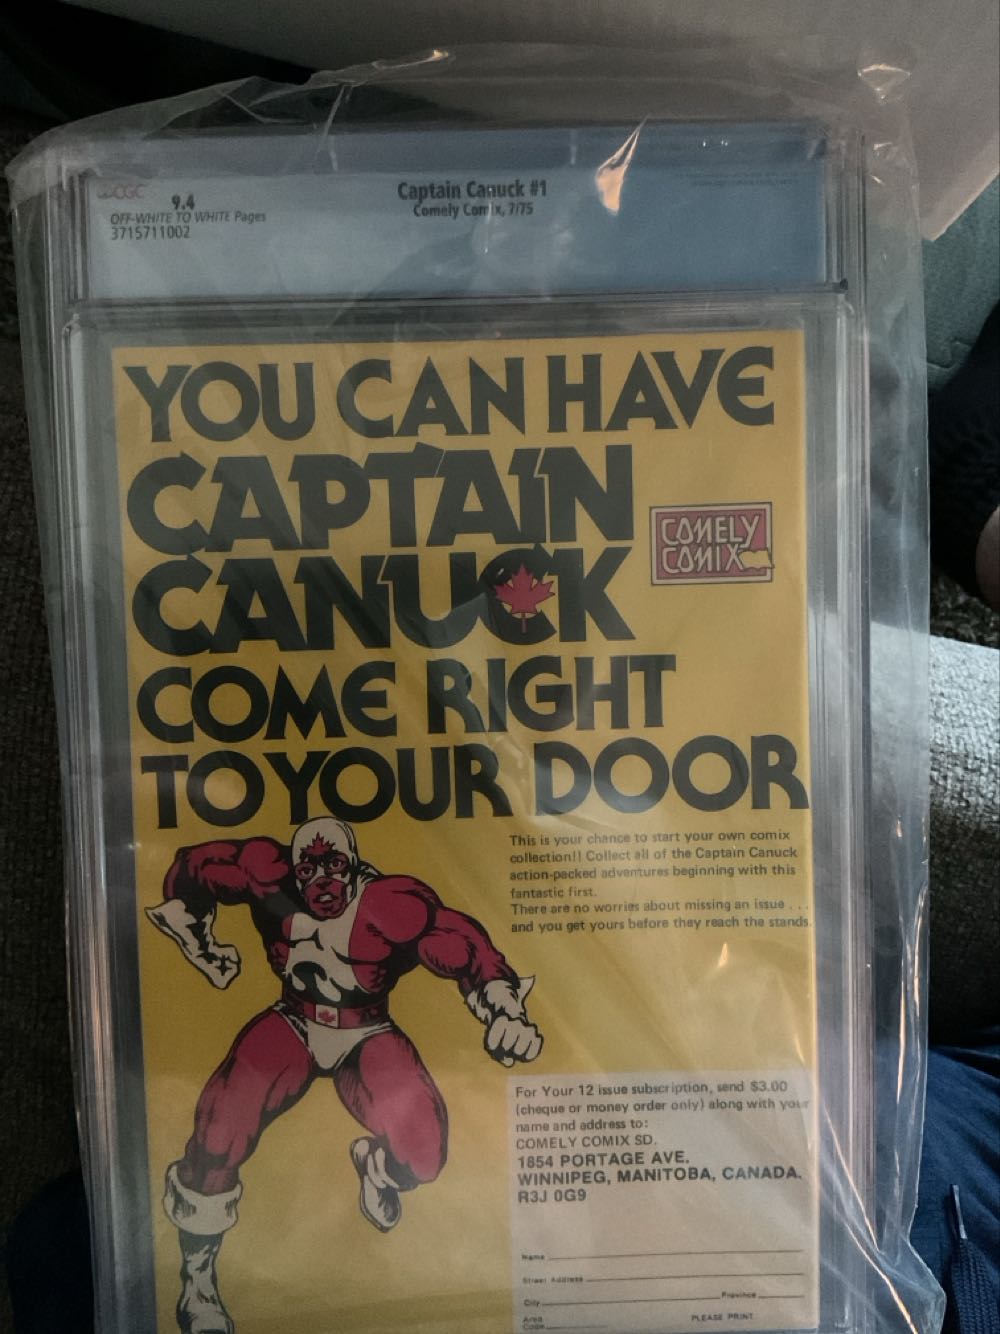 CGC
9.4
OFF-WHITE TO WHITE Pages
3715711002
Captain Canuck #1
Comely Comix, 7/75
YOU CAN HAVE
CAPTAIN
CANUCK
COMELY
COMIX
COME RIGHT
TO YOUR DOOR
This is your chance to start your own comix
collection!! Collect all of the Captain Canuck
action-packed adventures beginning with this
fantastic first.
There are no worries about missing an issue . . .
and you get yours before they reach the stands.
For Your 12 issue subscription, send $3.00
(cheque or money order only) along with your
name and address to:
COMELY COMIX SD.
1854 PORTAGE AVE.
WINNIPEG, MANITOBA, CANADA.
R3J 0G9
Name
Street Address
City Province
Area
Code PLEASE PRINT